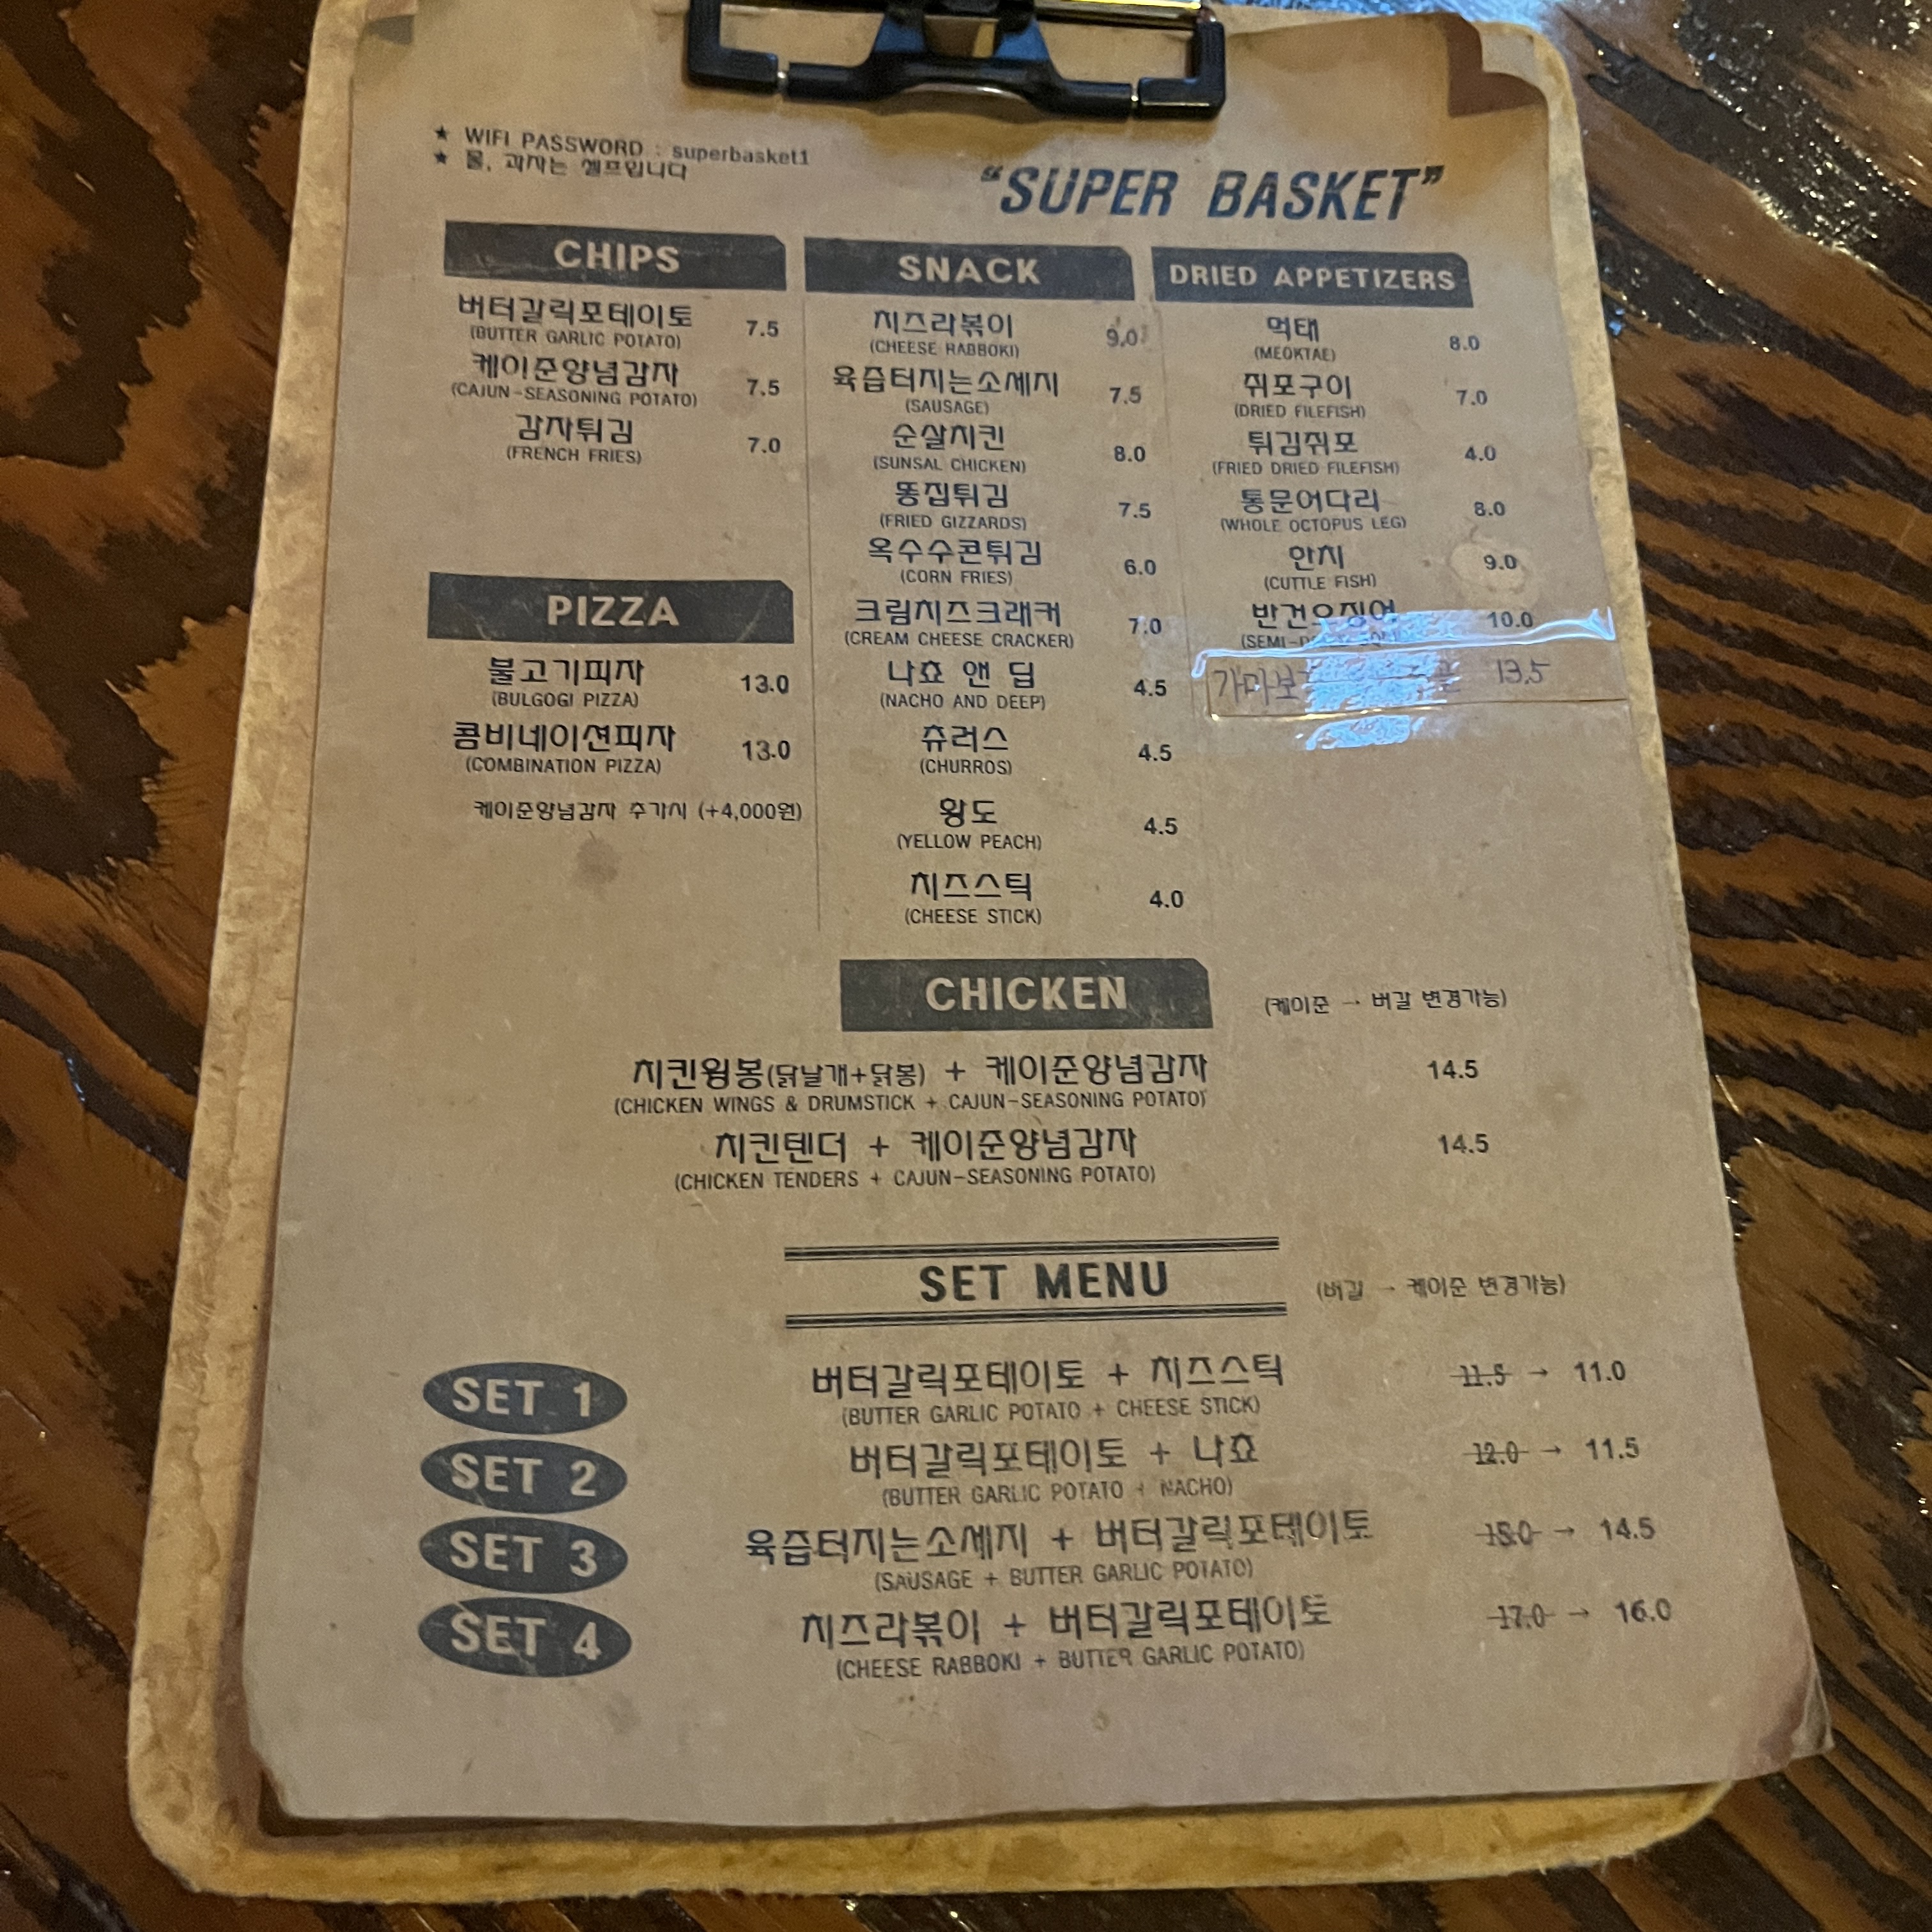 ★ WIFI PASSWORD : superbasket1
★ 물, 과자는 셀프입니다
“SUPER BASKET”
CHIPS
버터갈릭포테이토 7.5
(BUTTER GARLIC POTATO)
케이준양념감자 7.5
(CAJUN-SEASONING POTATO)
감자튀김 7.0
(FRENCH FRIES)
PIZZA
불고기피자 13.0
(BULGOGI PIZZA)
콤비네이션피자 13.0
(COMBINATION PIZZA)
케이준양념감자 추가시 (+4,000원)
SNACK
치즈라볶이 9.0
(CHEESE RABBOKI)
육즙터지는소세지 7.5
(SAUSAGE)
순살치킨 8.0
(SUNSAL CHICKEN)
똥집튀김 7.5
(FRIED GIZZARDS)
옥수수콘튀김 6.0
(CORN FRIES)
크림치즈크래커 7.0
(CREAM CHEESE CRACKER)
나쵸 앤 딥 4.5
(NACHO AND DEEP)
츄러스 4.5
(CHURROS)
황도 4.5
(YELLOW PEACH)
치즈스틱 4.0
(CHEESE STICK)
DRIED APPETIZERS
먹태 8.0
(MEOKTAE)
쥐포구이 7.0
(DRIED FILEFISH)
튀김쥐포 4.0
(FRIED DRIED FILEFISH)
통문어다리 8.0
(WHOLE OCTOPUS LEG)
한치 9.0
(CUTTLE FISH)
반건오징어 10.0
13.5
CHICKEN
(케이준 → 버갈 변경가능)
치킨윙봉(닭날개+닭봉) + 케이준양념감자 14.5
(CHICKEN WINGS & DRUMSTICK + CAJUN-SEASONING POTATO)
치킨텐더 + 케이준양념감자 14.5
(CHICKEN TENDERS + CAJUN-SEASONING POTATO)
SET MENU
(버갈 → 케이준 변경가능)
SET 1 버터갈릭포테이토 + 치즈스틱 11.5 → 11.0
(BUTTER GARLIC POTATO + CHEESE STICK)
SET 2 버터갈릭포테이토 + 나쵸 12.0 → 11.5
(BUTTER GARLIC POTATO + NACHO)
SET 3 육즙터지는소세지 + 버터갈릭포테이토 15.0 → 14.5
(SAUSAGE + BUTTER GARLIC POTATO)
SET 4 치즈라볶이 + 버터갈릭포테이토 17.0 → 16.0
(CHEESE RABBOKI + BUTTER GARLIC POTATO)